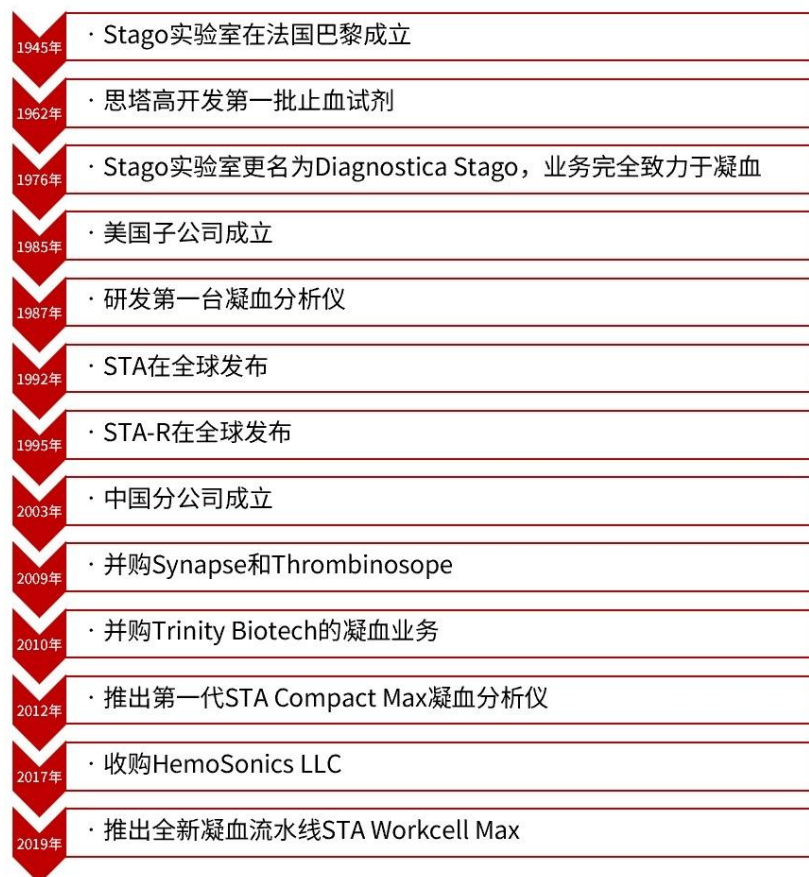 1945年
· Stago实验室在法国巴黎成立
1962年
· 思塔高开发第一批止血试剂
1976年
· Stago实验室更名为Diagnostica Stago，业务完全致力于凝血
1985年
· 美国子公司成立
1987年
· 研发第一台凝血分析仪
1992年
· STA在全球发布
1995年
· STA-R在全球发布
2003年
· 中国分公司成立
2009年
· 并购Synapse和Thrombinosope
2010年
· 并购Trinity Biotech的凝血业务
2012年
· 推出第一代STA Compact Max凝血分析仪
2017年
· 收购HemoSonics LLC
2019年
· 推出全新凝血流水线STA Workcell Max